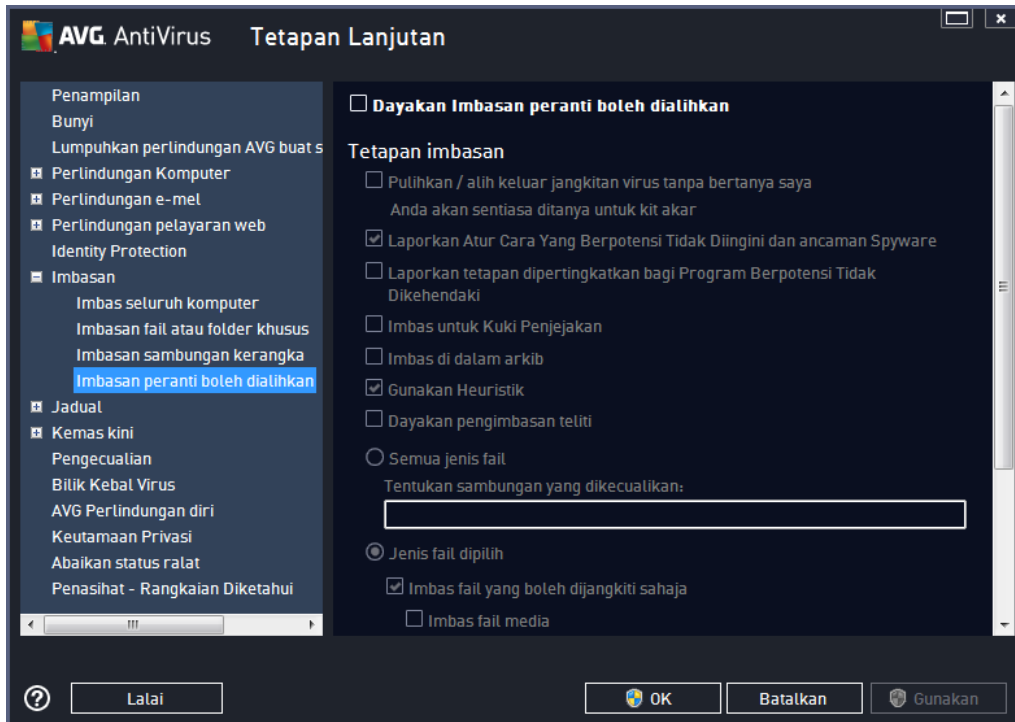 AVG AntiVirus Tetapan Lanjutan
Penampilan
Bunyi
Lumpuhkan perlindungan AVG buat s
Perlindungan Komputer
Perlindungan e-mel
Perlindungan pelayaran web
Identity Protection
Imbasan
Imbas seluruh komputer
Imbasan fail atau folder khusus
Imbasan sambungan kerangka
Imbasan peranti boleh dialihkan
Jadual
Kemas kini
Pengecualian
Bilik Kebal Virus
AVG Perlindungan diri
Keutamaan Privasi
Abaikan status ralat
Penasihat - Rangkaian Diketahui
Dayakan Imbasan peranti boleh dialihkan
Tetapan imbasan
Pulihkan / alih keluar jangkitan virus tanpa bertanya saya
Anda akan sentiasa ditanya untuk kit akar
Laporkan Atur Cara Yang Berpotensi Tidak Diingini dan ancaman Spyware
Laporkan tetapan dipertingkatkan bagi Program Berpotensi Tidak
Dikehendaki
Imbas untuk Kuki Penjejakan
Imbas di dalam arkib
Gunakan Heuristik
Dayakan pengimbasan teliti
Semua jenis fail
Tentukan sambungan yang dikecualikan:
Jenis fail dipilih
Imbas fail yang boleh dijangkiti sahaja
Imbas fail media
Lalai
OK
Batalkan
Gunakan